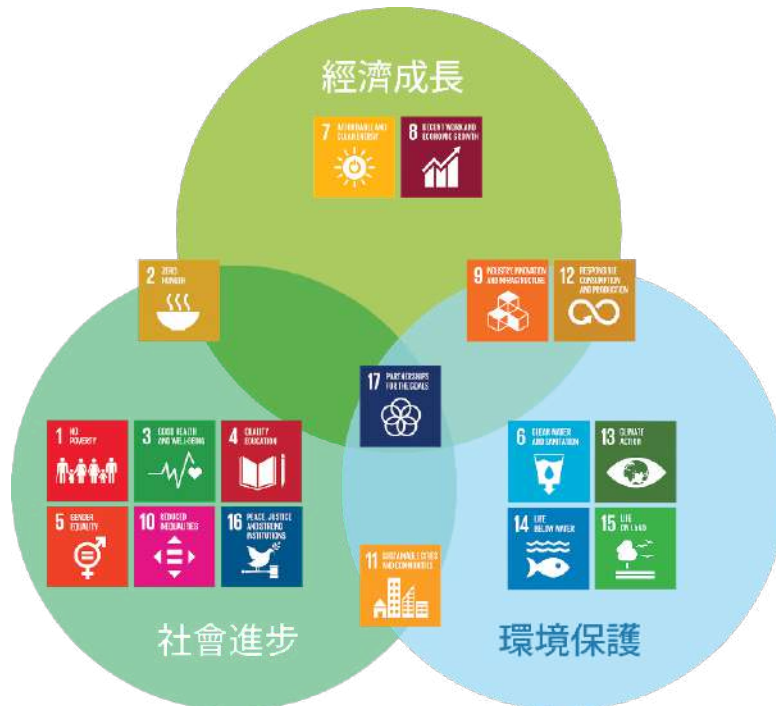 經濟成長
7 AFFORDABLE AND
CLEAN ENERGY
8 DECENT WORK AND
ECONOMIC GROWTH
2 ZERO
HUNGER
9 INDUSTRY, INNOVATION
AND INFRASTRUCTURE
12 RESPONSIBLE
CONSUMPTION
AND PRODUCTION
17 PARTNERSHIPS
FOR THE GOALS
1 NO
POVERTY
3 GOOD HEALTH
AND WELL-BEING
4 QUALITY
EDUCATION
6 CLEAN WATER
AND SANITATION
13 CLIMATE
ACTION
5 GENDER
EQUALITY
10 REDUCED
INEQUALITIES
16 PEACE, JUSTICE
AND STRONG
INSTITUTIONS
14 LIFE
BELOW WATER
15 LIFE
ON LAND
11 SUSTAINABLE CITIES
AND COMMUNITIES
社會進步
環境保護